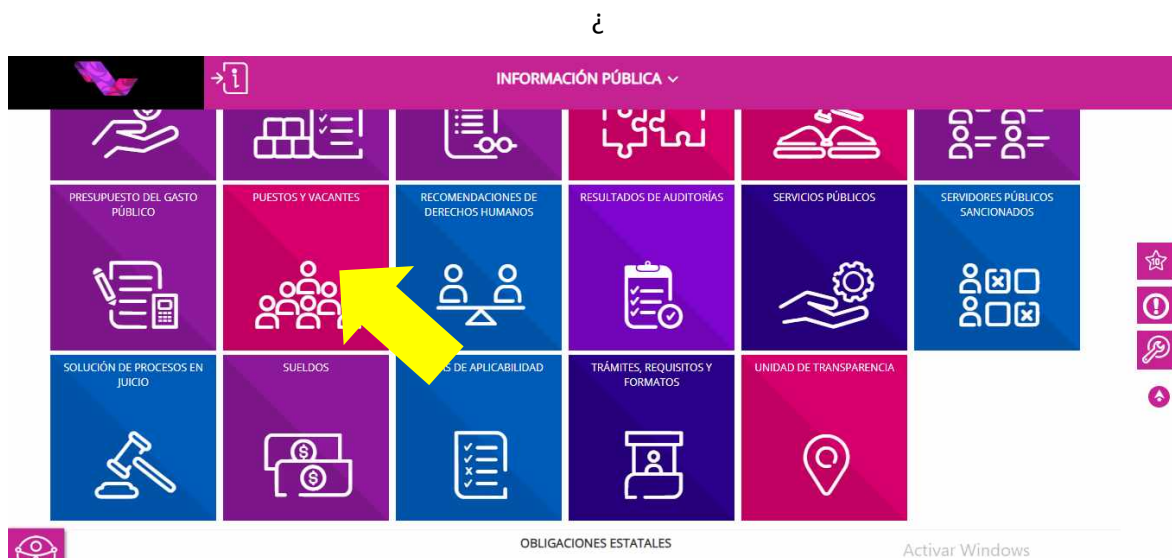 ¿
INFORMACIÓN PÚBLICA
PRESUPUESTO DEL GASTO
PÚBLICO
PUESTOS Y VACANTES
RECOMENDACIONES DE
DERECHOS HUMANOS
RESULTADOS DE AUDITORÍAS
SERVICIOS PÚBLICOS
SERVIDORES PÚBLICOS
SANCIONADOS
SOLUCIÓN DE PROCESOS EN
JUICIO
SUELDOS
DE APLICABILIDAD
TRÁMITES, REQUISITOS Y
FORMATOS
UNIDAD DE TRANSPARENCIA
OBLIGACIONES ESTATALES
Activar Windows